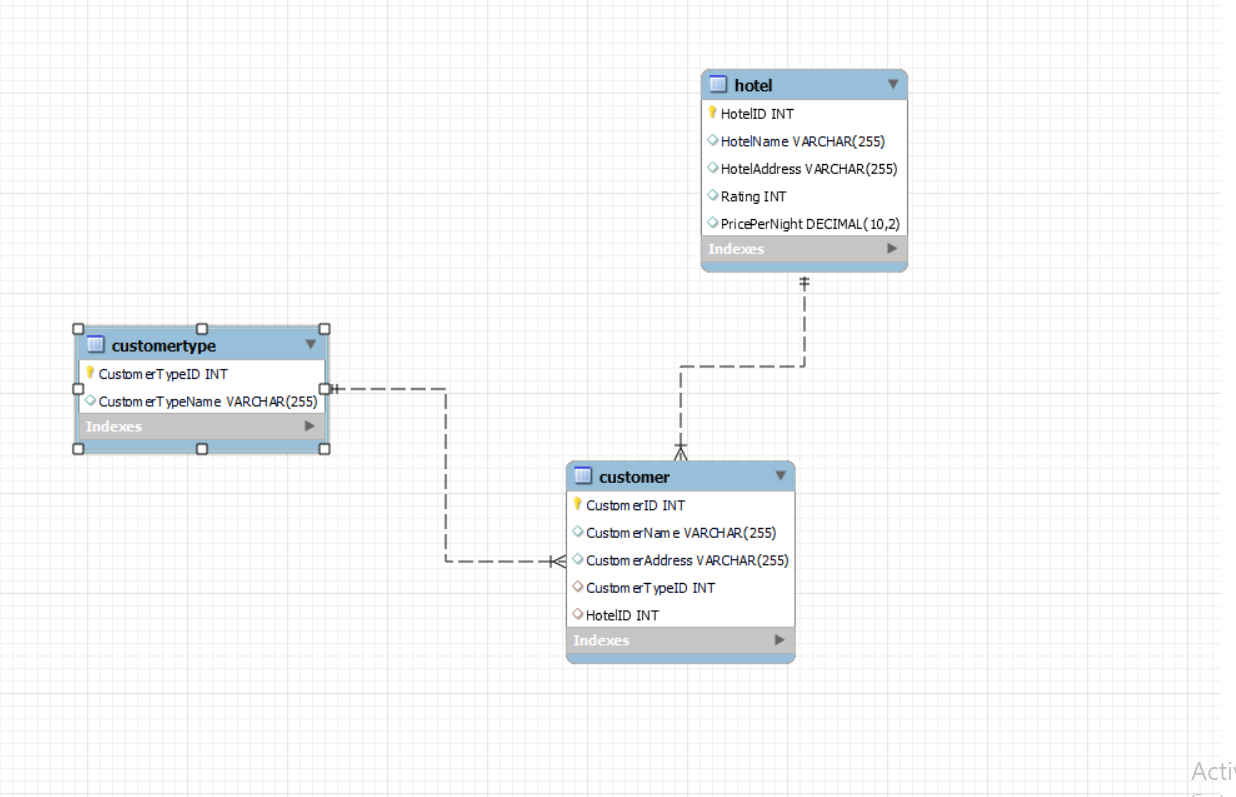 hotel
HotelID INT
HotelName VARCHAR(255)
HotelAddress VARCHAR(255)
Rating INT
PricePerNight DECIMAL(10,2)
Indexes
customertype
CustomerTypeID INT
CustomerTypeName VARCHAR(255)
Indexes
customer
CustomerID INT
CustomerName VARCHAR(255)
CustomerAddress VARCHAR(255)
CustomerTypeID INT
HotelID INT
Indexes
Activ